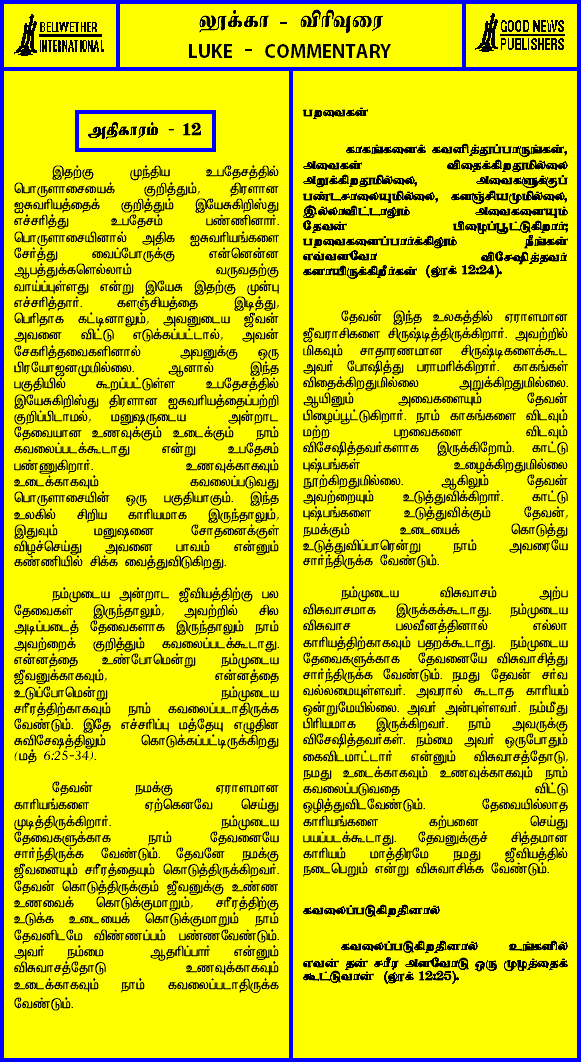 BELLWETHER
INTERNATIONAL
லூக்கா - விரிவுரை
LUKE - COMMENTARY
GOOD NEWS
PUBLISHERS
அதிகாரம் - 12
இதற்கு முந்திய உபதேசத்தில்
பொருளாசையைக் குறித்தும், திரளான
ஐசுவரியத்தைக் குறித்தும் இயேசுகிறிஸ்து
எச்சரித்து உபதேசம் பண்ணினார்.
பொருளாசையினால் அதிக ஐசுவரியங்களை
சேர்த்து வைப்போருக்கு என்னென்ன
ஆபத்துக்களெல்லாம் வருவதற்கு
வாய்ப்புள்ளது என்று இயேசு இதற்கு முன்பு
எச்சரித்தார். களஞ்சியத்தை இடித்து,
பெரிதாக கட்டினாலும், அவனுடைய ஜீவன்
அவனை விட்டு எடுக்கப்பட்டால், அவன்
சேகரித்தவைகளினால் அவனுக்கு ஒரு
பிரயோஜனமுமில்லை. ஆனால் இந்த
பகுதியில் கூறப்பட்டுள்ள உபதேசத்தில்
இயேசுகிறிஸ்து திரளான ஐசுவரியத்தைப்பற்றி
குறிப்பிடாமல், மனுஷருடைய அன்றாட
தேவையான உணவுக்கும் உடைக்கும் நாம்
கவலைப்படக்கூடாது என்று உபதேசம்
பண்ணுகிறார். உணவுக்காகவும்
உடைக்காகவும் கவலைப்படுவது
பொருளாசையின் ஒரு பகுதியாகும். இந்த
உலகில் சிறிய காரியமாக இருந்தாலும்,
இதுவும் மனுஷனை சோதனைக்குள்
விழச்செய்து அவனை பாவம் என்னும்
கண்ணியில் சிக்க வைத்துவிடுகிறது.
நம்முடைய அன்றாட ஜீவியத்திற்கு பல
தேவைகள் இருந்தாலும், அவற்றில் சில
அடிப்படைத் தேவைகளாக இருந்தாலும் நாம்
அவற்றைக் குறித்தும் கவலைப்படக்கூடாது.
என்னத்தை உண்போமென்று நம்முடைய
ஜீவனுக்காகவும், என்னத்தை
உடுப்போமென்று நம்முடைய
சரீரத்திற்காகவும் நாம் கவலைப்படாதிருக்க
வேண்டும். இதே எச்சரிப்பு மத்தேயு எழுதின
சுவிசேஷத்திலும் கொடுக்கப்பட்டிருக்கிறது
(மத் 6:25-34).
தேவன் நமக்கு ஏராளமான
காரியங்களை ஏற்கெனவே செய்து
முடித்திருக்கிறார். நம்முடைய
தேவைகளுக்காக நாம் தேவனையே
சார்ந்திருக்க வேண்டும். தேவனே நமக்கு
ஜீவனையும் சரீரத்தையும் கொடுத்திருக்கிறவர்.
தேவன் கொடுத்திருக்கும் ஜீவனுக்கு உண்ண
உணவைக் கொடுக்குமாறும், சரீரத்திற்கு
உடுக்க உடையைக் கொடுக்குமாறும் நாம்
தேவனிடமே விண்ணப்பம் பண்ணவேண்டும்.
அவர் நம்மை ஆதரிப்பார் என்னும்
விசுவாசத்தோடு உணவுக்காகவும்
உடைக்காகவும் நாம் கவலைப்படாதிருக்க
வேண்டும்.
பறவைகள்
காகங்களைக் கவனித்துப்பாருங்கள்,
அவைகள் விதைக்கிறதுமில்லை
அறுக்கிறதுமில்லை, அவைகளுக்குப்
பண்டசாலையுமில்லை, களஞ்சியமுமில்லை,
இல்லாவிட்டாலும் அவைகளையும்
தேவன் பிழைப்பூட்டுகிறார்;
பறவைகளைப்பார்க்கிலும் நீங்கள்
எவ்வளவோ விசேஷித்தவர்
களாயிருக்கிறீர்கள் (லூக் 12:24).
தேவன் இந்த உலகத்தில் ஏராளமான
ஜீவராசிகளை சிருஷ்டித்திருக்கிறார். அவற்றில்
மிகவும் சாதாரணமான சிருஷ்டிகளைக்கூட
அவர் போஷித்து பராமரிக்கிறார். காகங்கள்
விதைக்கிறதுமில்லை அறுக்கிறதுமில்லை.
ஆயினும் அவைகளையும் தேவன்
பிழைப்பூட்டுகிறார். நாம் காகங்களை விடவும்
மற்ற பறவைகளை விடவும்
விசேஷித்தவர்களாக இருக்கிறோம். காட்டு
புஷ்பங்கள் உழைக்கிறதுமில்லை
நூற்கிறதுமில்லை. ஆகிலும் தேவன்
அவற்றையும் உடுத்துவிக்கிறார். காட்டு
புஷ்பங்களை உடுத்துவிக்கும் தேவன்,
நமக்கும் உடையைக் கொடுத்து
உடுத்துவிப்பாரென்று நாம் அவரையே
சார்ந்திருக்க வேண்டும்.
நம்முடைய விசுவாசம் அற்ப
விசுவாசமாக இருக்கக்கூடாது. நம்முடைய
விசுவாச பலவீனத்தினால் எல்லா
காரியத்திற்காகவும் பதறக்கூடாது. நம்முடைய
தேவைகளுக்காக தேவனையே விசுவாசித்து
சார்ந்திருக்க வேண்டும். நமது தேவன் சர்வ
வல்லமையுள்ளவர். அவரால் கூடாத காரியம்
ஒன்றுமேயில்லை. அவர் அன்புள்ளவர். நம்மீது
பிரியமாக இருக்கிறவர். நாம் அவருக்கு
விசேஷித்தவர்கள். நம்மை அவர் ஒருபோதும்
கைவிடமாட்டார் என்னும் விசுவாசத்தோடு,
நமது உடைக்காகவும் உணவுக்காகவும் நாம்
கவலைப்படுவதை விட்டு
ஒழித்துவிடவேண்டும். தேவையில்லாத
காரியங்களை கற்பனை செய்து
பயப்படக்கூடாது. தேவனுக்குச் சித்தமான
காரியம் மாத்திரமே நமது ஜீவியத்தில்
நடைபெறும் என்று விசுவாசிக்க வேண்டும்.
கவலைப்படுகிறதினால்
கவலைப்படுகிறதினால் உங்களில்
எவன் தன் சரீர அளவோடு ஒரு முழத்தைக்
கூட்டுவான் (லூக் 12:25).